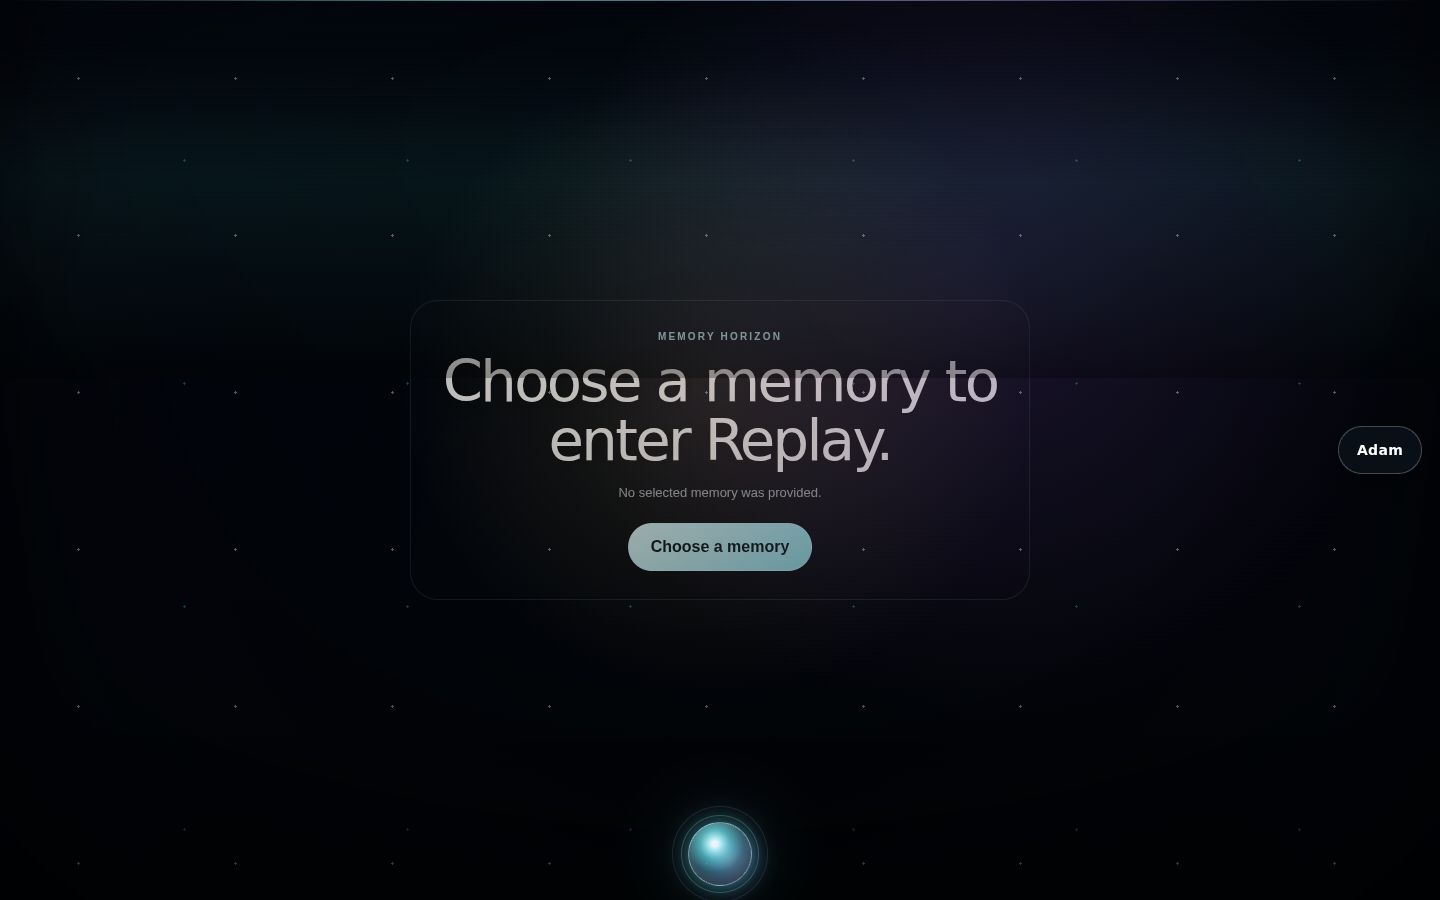 MEMORY HORIZON
Choose a memory to
enter Replay.
No selected memory was provided.
Choose a memory
Adam